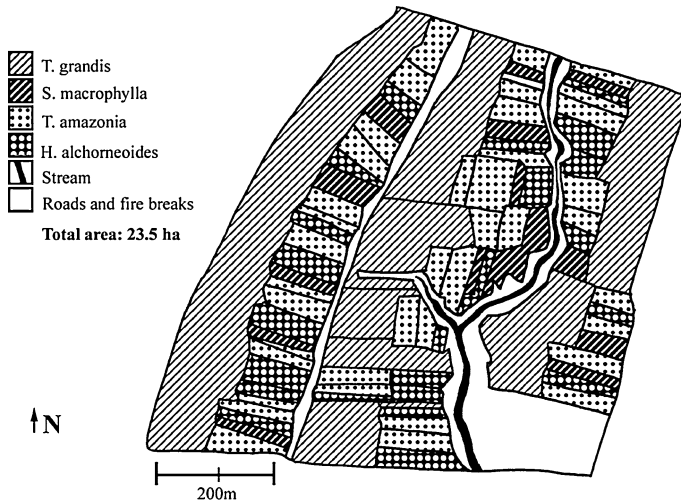 T. grandis
S. macrophylla
T. amazonia
H. alchorneoides
Stream
Roads and fire breaks
Total area: 23.5 ha
N
200m